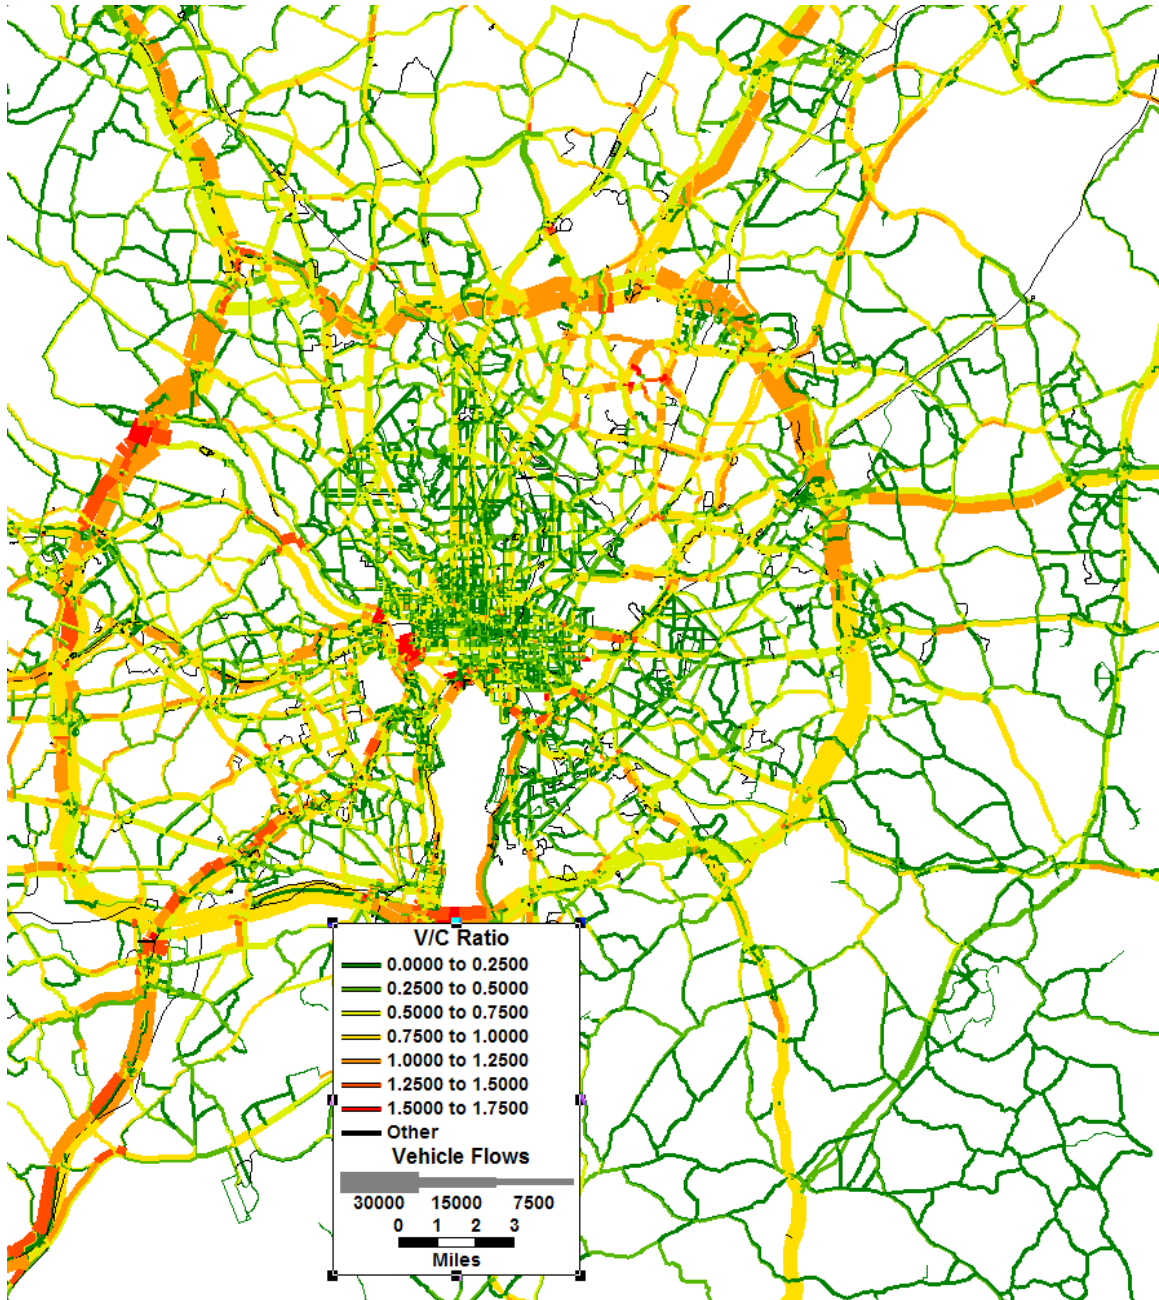 V/C Ratio
0.0000 to 0.2500
0.2500 to 0.5000
0.5000 to 0.7500
0.7500 to 1.0000
1.0000 to 1.2500
1.2500 to 1.5000
1.5000 to 1.7500
Other
Vehicle Flows
30000 15000 7500
0 1 2 3
Miles